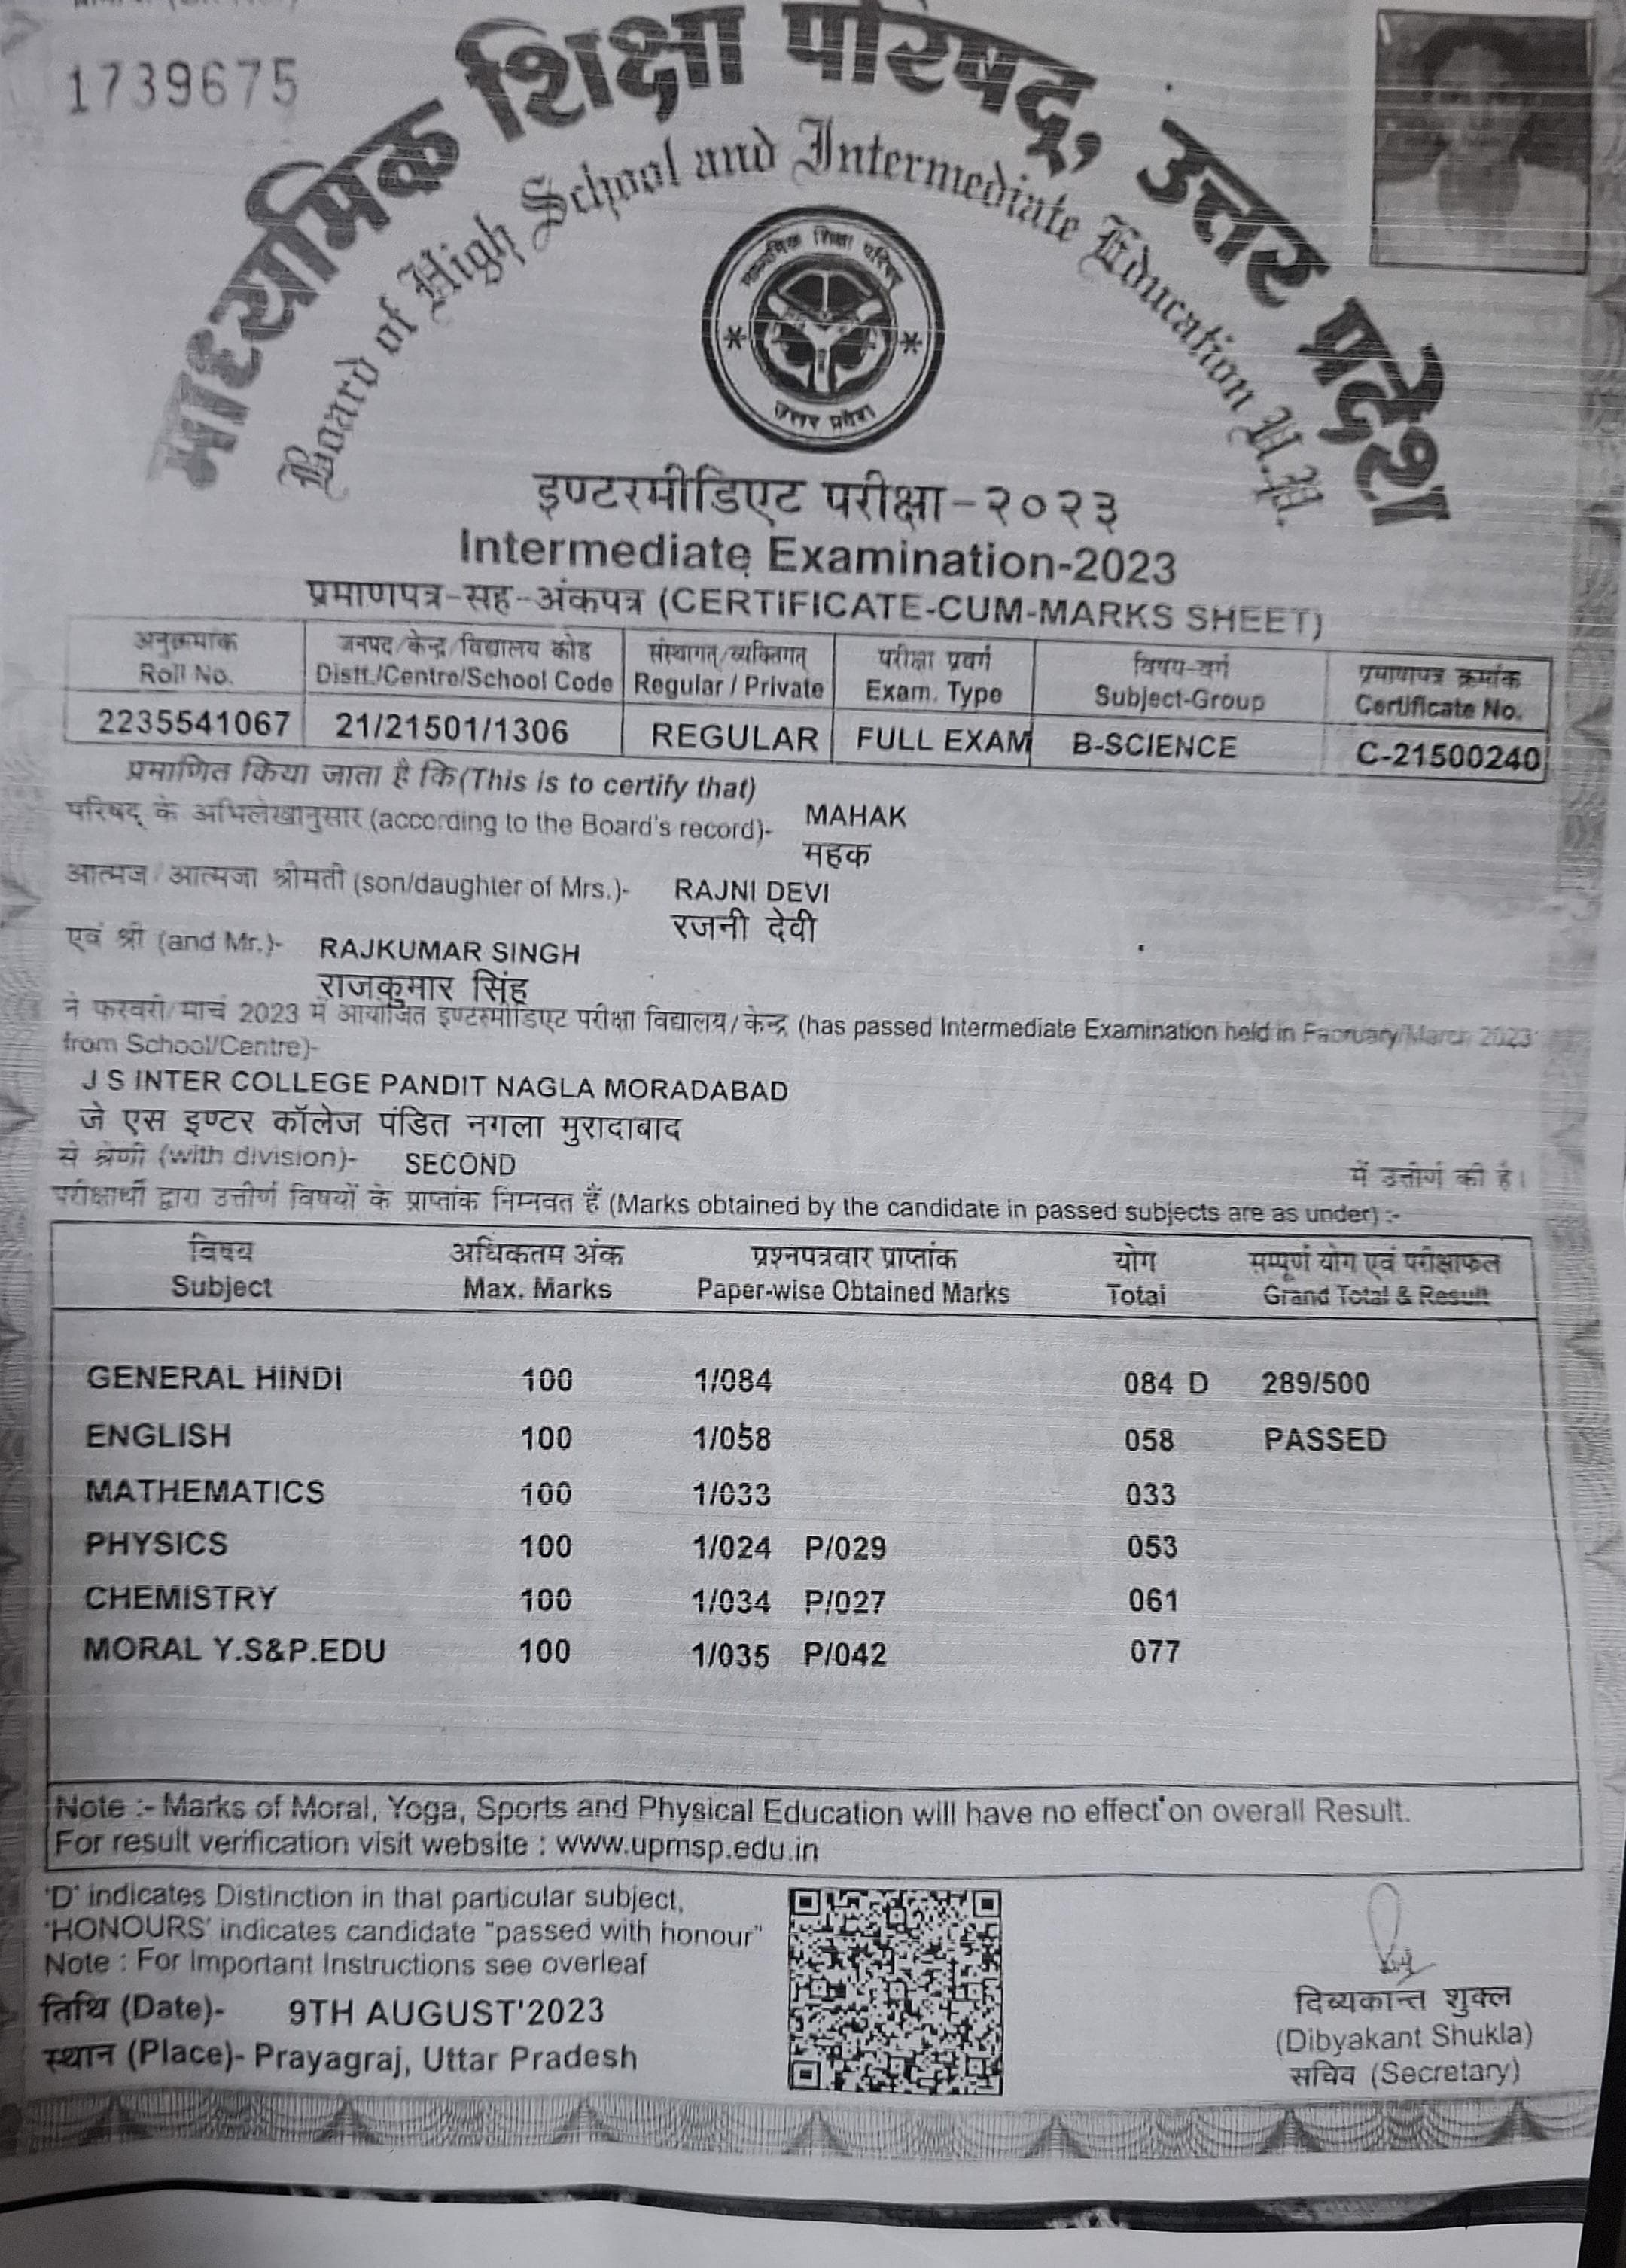 1739675
माध्यमिक शिक्षा परिषद्, उत्तर प्रदेश
Board of High School and Intermediate Education U.P.
माध्यमिक शिक्षा परिषद
उत्तर प्रदेश
इण्टरमीडिएट परीक्षा-२०२३
Intermediate Examination-2023
प्रमाणपत्र-सह-अंकपत्र (CERTIFICATE-CUM-MARKS SHEET)
अनुक्रमांक जनपद/केन्द्र/विद्यालय कोड संस्थागत्/व्यक्तिगत् परीक्षा प्रवर्ग विषय-वर्ग प्रमाणपत्र क्रमांक
Roll No. Distt./Centre/School Code Regular / Private Exam. Type Subject-Group Certificate No.
2235541067 21/21501/1306 REGULAR FULL EXAM B-SCIENCE C-21500240
प्रमाणित किया जाता है कि (This is to certify that)
परिषद् के अभिलेखानुसार (according to the Board's record)- MAHAK
महक
आत्मज/आत्मजा श्रीमती (son/daughter of Mrs.)- RAJNI DEVI
रजनी देवी
एवं श्री (and Mr.)- RAJKUMAR SINGH
राजकुमार सिंह
ने फरवरी/मार्च 2023 में आयोजित इण्टरमीडिएट परीक्षा विद्यालय/केन्द्र (has passed Intermediate Examination held in Fabruary/March 2023
from School/Centre)-
J S INTER COLLEGE PANDIT NAGLA MORADABAD
जे एस इण्टर कॉलेज पंडित नगला मुरादाबाद
से श्रेणी (with division)- SECOND में उत्तीर्ण की है।
परीक्षार्थी द्वारा उत्तीर्ण विषयों के प्राप्तांक निम्नवत हैं (Marks obtained by the candidate in passed subjects are as under) :-
विषय अधिकतम अंक प्रश्नपत्रवार प्राप्तांक योग सम्पूर्ण योग एवं परीक्षाफल
Subject Max. Marks Paper-wise Obtained Marks Total Grand Total & Result
GENERAL HINDI 100 1/084 084 D 289/500
ENGLISH 100 1/058 058 PASSED
MATHEMATICS 100 1/033 033
PHYSICS 100 1/024 P/029 053
CHEMISTRY 100 1/034 P/027 061
MORAL Y.S&P.EDU 100 1/035 P/042 077
Note :- Marks of Moral, Yoga, Sports and Physical Education will have no effect on overall Result.
For result verification visit website : www.upmsp.edu.in
'D' indicates Distinction in that particular subject,
'HONOURS' indicates candidate "passed with honour"
Note : For Important Instructions see overleaf
तिथि (Date)- 9TH AUGUST'2023
स्थान (Place)- Prayagraj, Uttar Pradesh
दिव्यकान्त शुक्ल
(Dibyakant Shukla)
सचिव (Secretary)